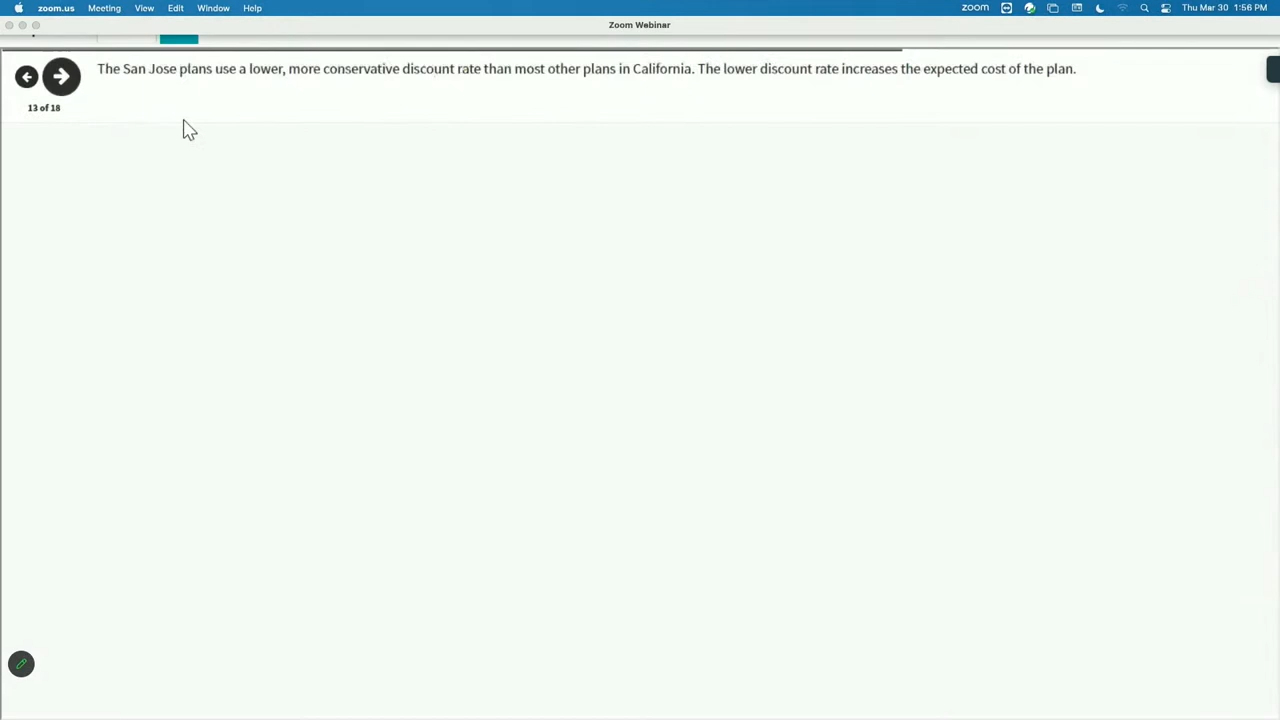 zoom.us Meeting View Edit Window Help zoom Thu Mar 30 1:56 PM
Zoom Webinar
The San Jose plans use a lower, more conservative discount rate than most other plans in California. The lower discount rate increases the expected cost of the plan.
13 of 18